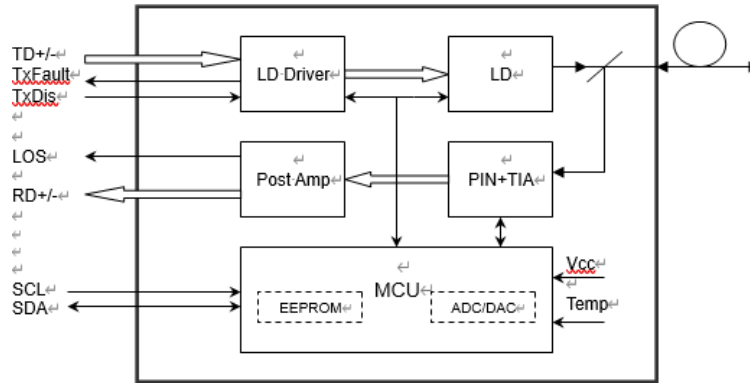 TD+/-
TxFault
TxDis
LOS
RD+/-
SCL
SDA
LD Driver
LD
Post Amp
PIN+TIA
MCU
EEPROM
ADC/DAC
Vcc
Temp